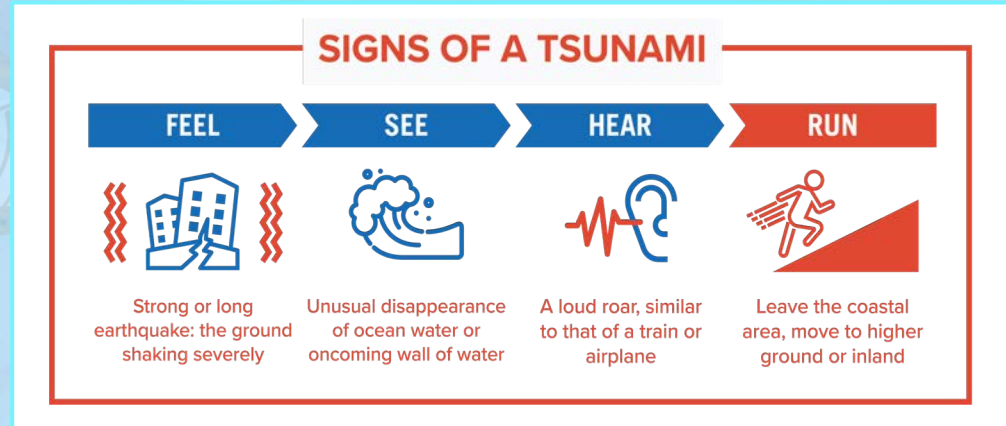 SIGNS OF A TSUNAMI
FEEL
SEE
HEAR
RUN
Strong or long
earthquake: the ground
shaking severely
Unusual disappearance
of ocean water or
oncoming wall of water
A loud roar, similar
to that of a train or
airplane
Leave the coastal
area, move to higher
ground or inland